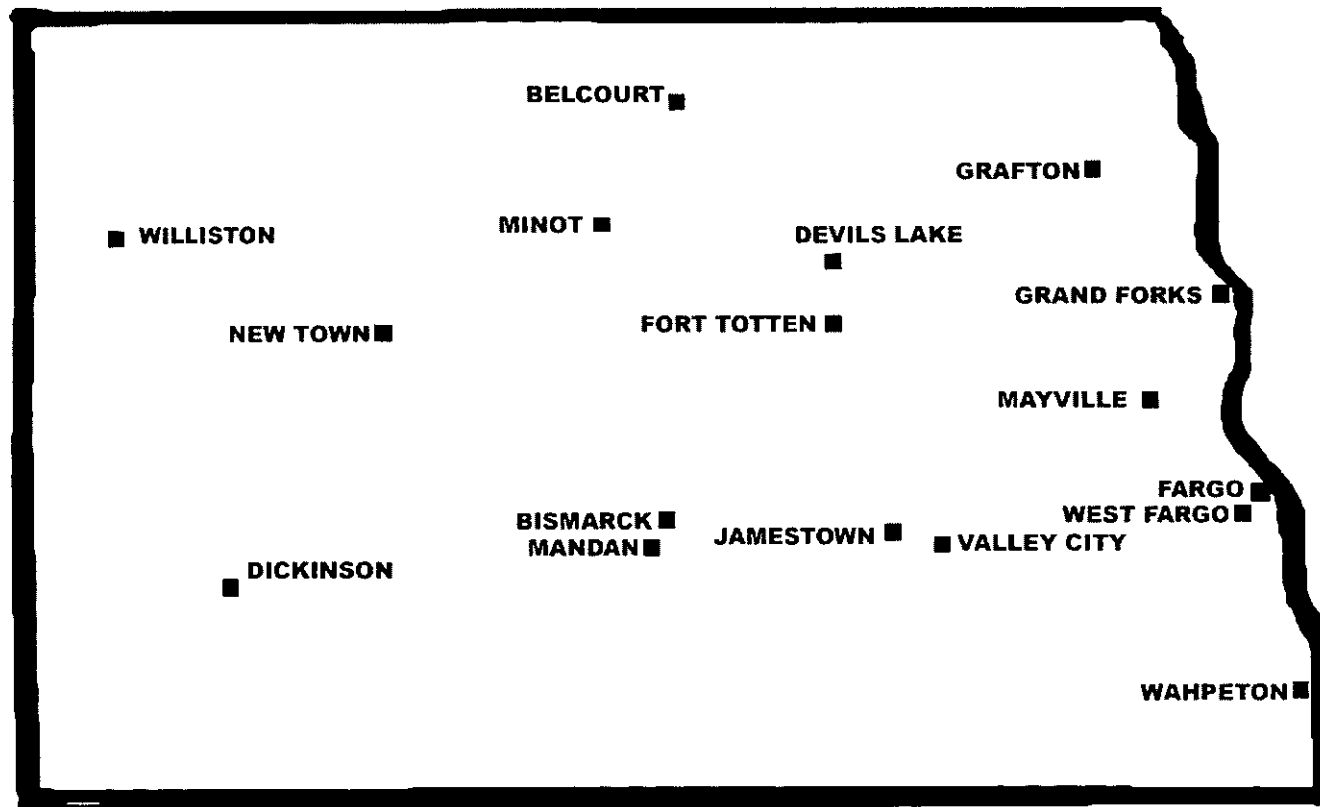 BELCOURT
GRAFTON
WILLISTON
MINOT
DEVILS LAKE
GRAND FORKS
NEW TOWN
FORT TOTTEN
MAYVILLE
FARGO
WEST FARGO
BISMARCK
JAMESTOWN
VALLEY CITY
MANDAN
DICKINSON
WAHPETON